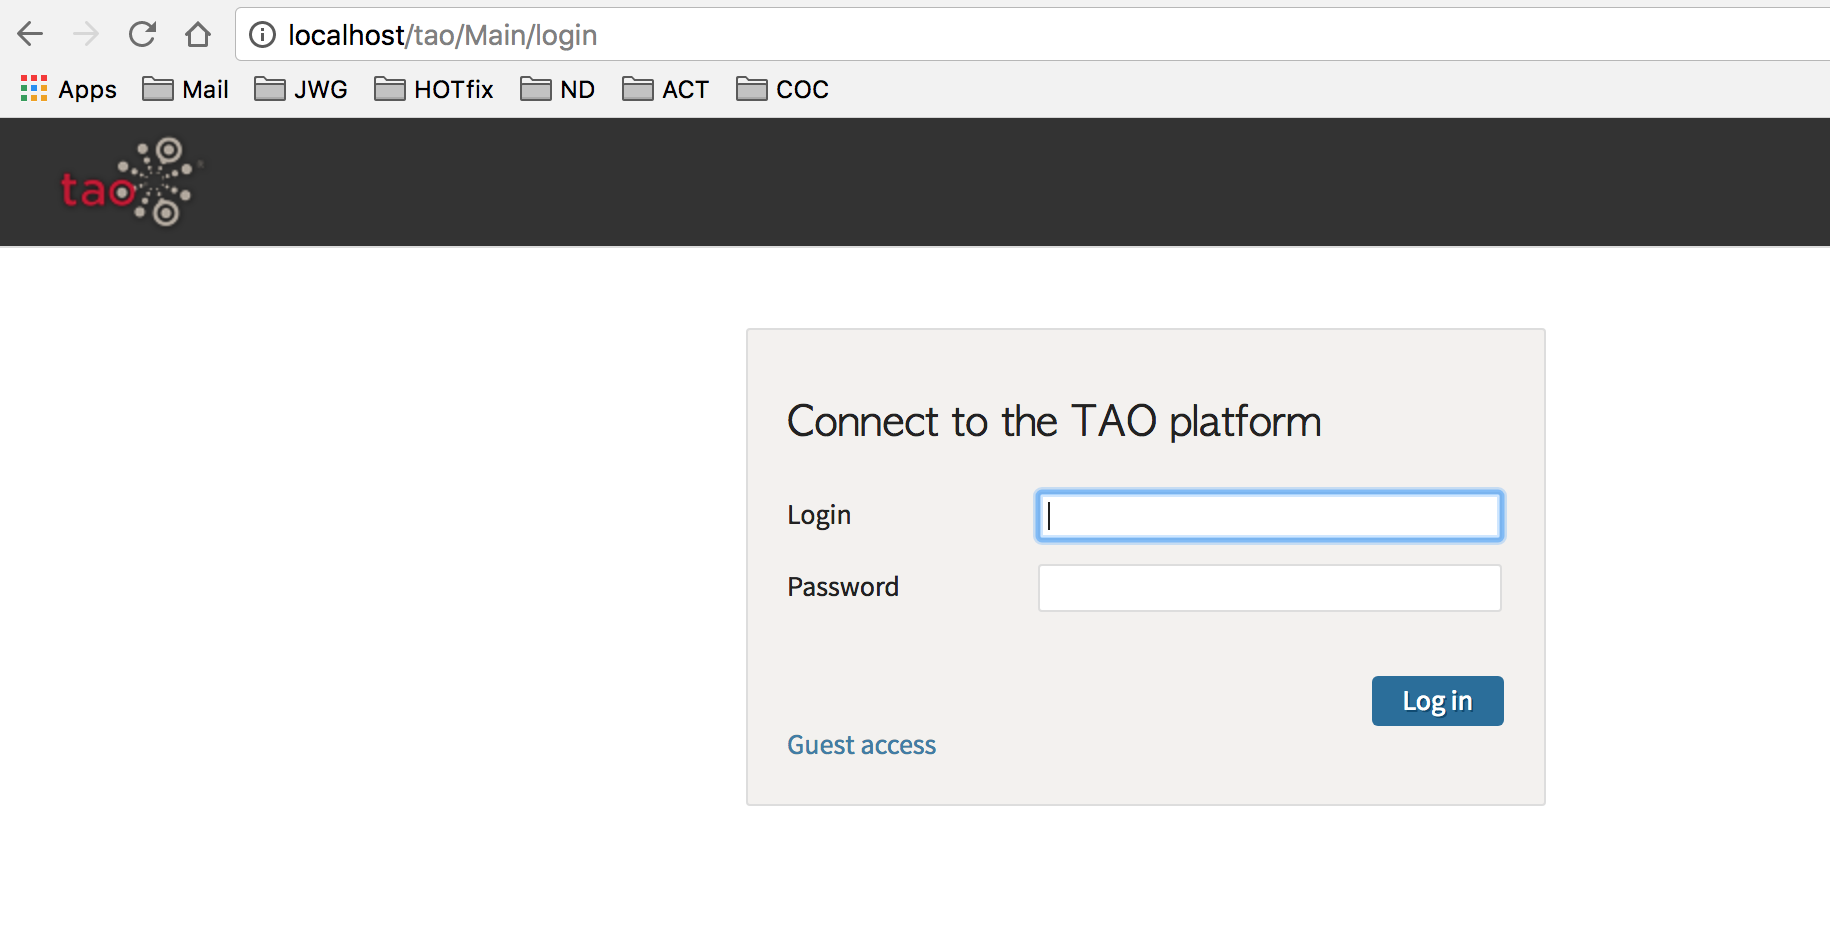 localhost/tao/Main/login
Apps Mail JWG HOTfix ND ACT COC
tao
Connect to the TAO platform
Login
Password
Log in
Guest access